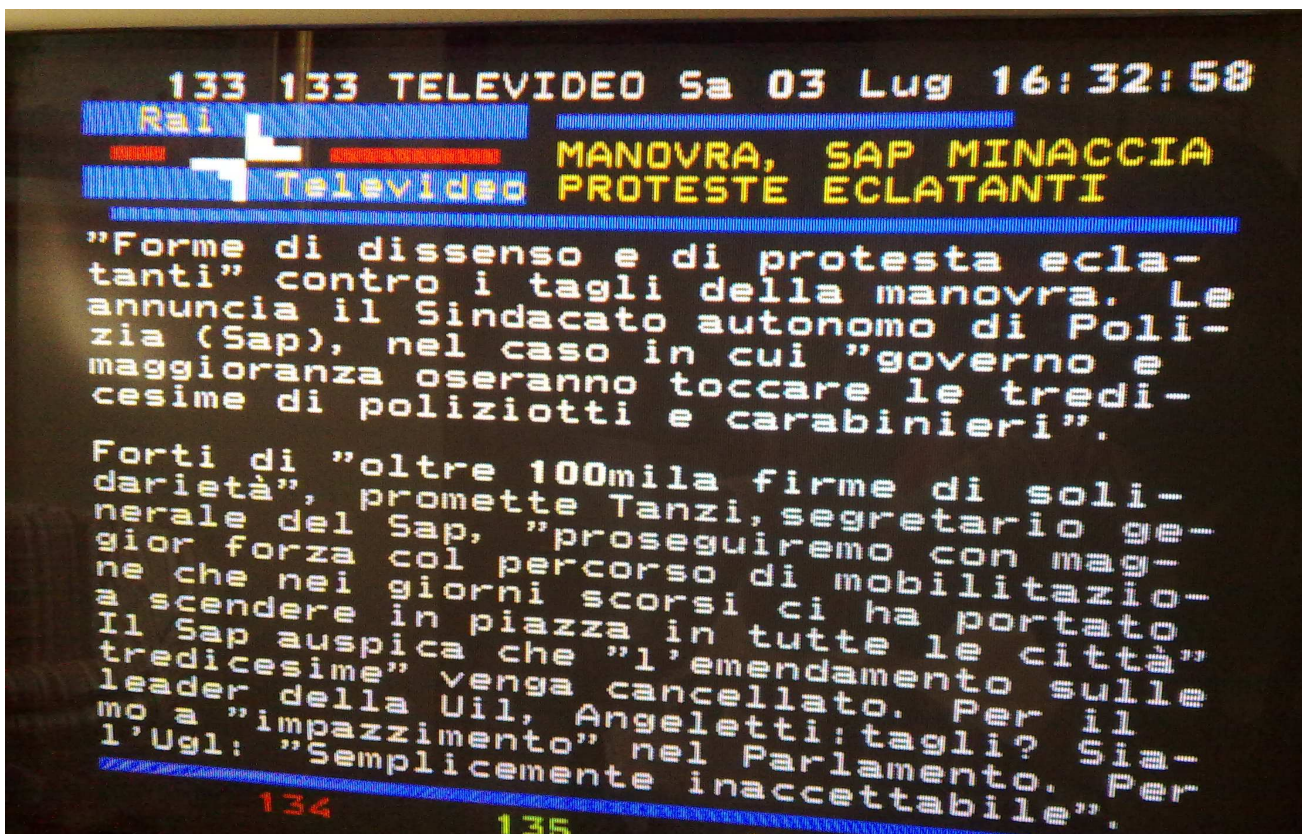 133 133 TELEVIDEO Sa 03 Lug 16:32:58
Rai
Televideo
MANOVRA, SAP MINACCIA
PROTESTE ECLATANTI
"Forme di dissenso e di protesta ecla-
tanti" contro i tagli della manovra. Le
annuncia il Sindacato autonomo di Poli-
zia (Sap), nel caso in cui "governo e
maggioranza oseranno toccare le tredi-
cesime di poliziotti e carabinieri".
Forti di "oltre 100mila firme di soli-
darietà", promette Tanzi,segretario ge-
nerale del Sap, "proseguiremo con mag-
gior forza col percorso di mobilitazio-
ne che nei giorni scorsi ci ha portato
a scendere in piazza in tutte le città"
Il Sap auspica che "l'emendamento sulle
tredicesime" venga cancellato. Per il
leader della Uil, Angeletti:tagli? Sia-
mo a "impazzimento" nel Parlamento. Per
l'Ugl: "Semplicemente inaccettabile".
134
135